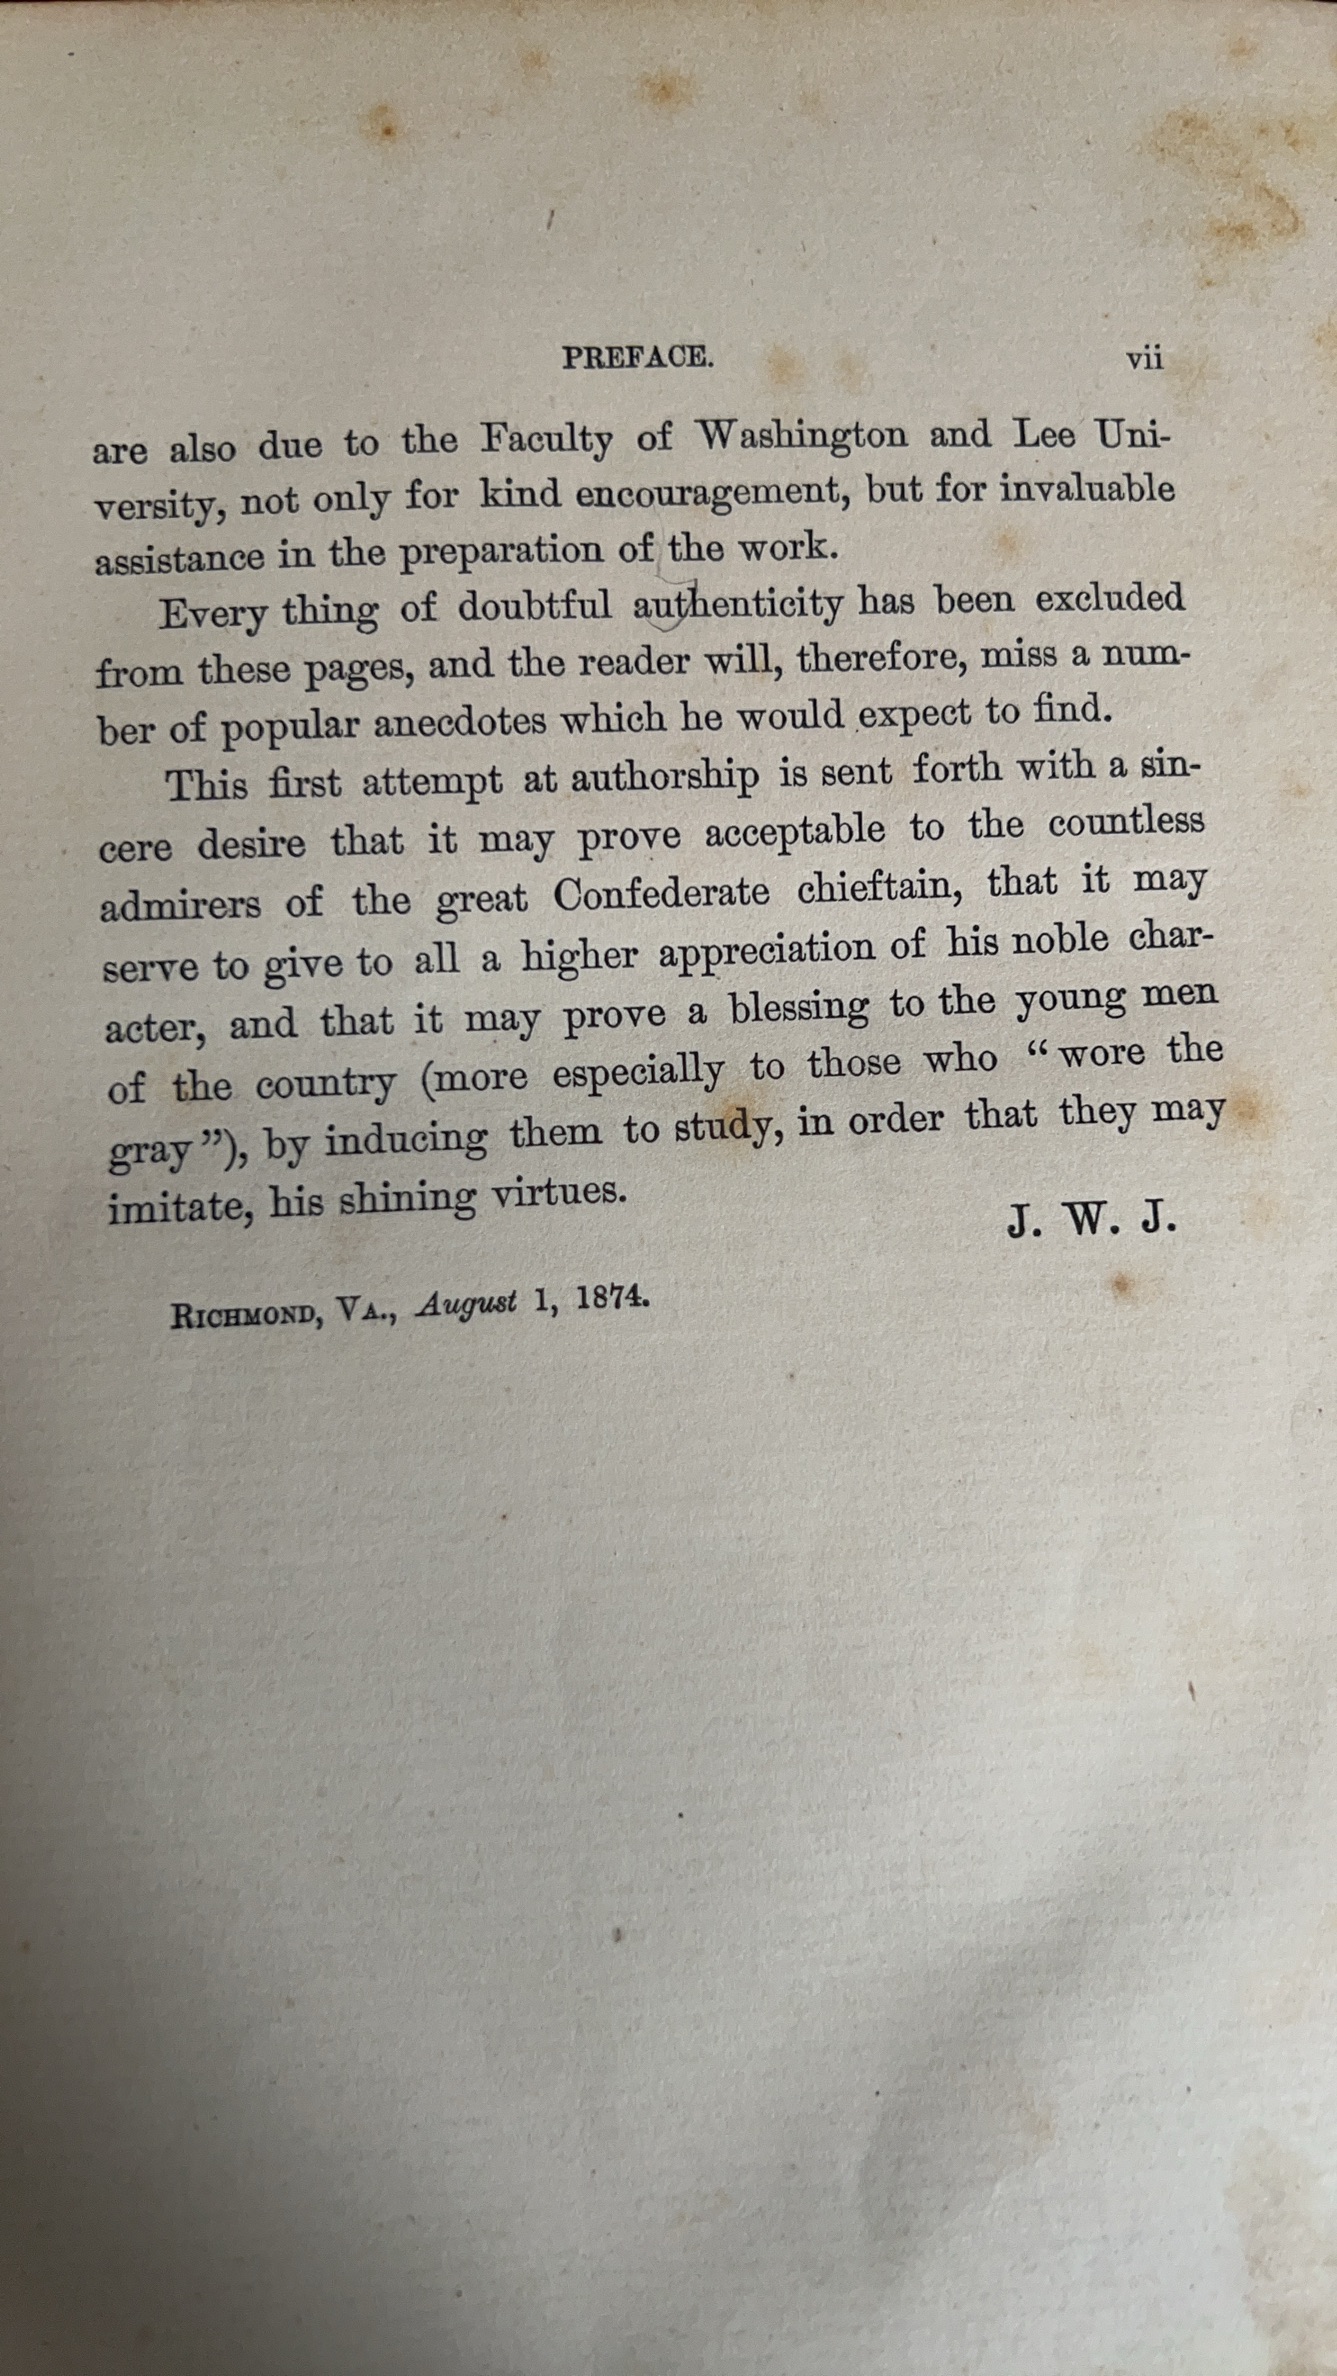 PREFACE. vii
are also due to the Faculty of Washington and Lee Uni-
versity, not only for kind encouragement, but for invaluable
assistance in the preparation of the work.
Every thing of doubtful authenticity has been excluded
from these pages, and the reader will, therefore, miss a num-
ber of popular anecdotes which he would expect to find.
This first attempt at authorship is sent forth with a sin-
cere desire that it may prove acceptable to the countless
admirers of the great Confederate chieftain, that it may
serve to give to all a higher appreciation of his noble char-
acter, and that it may prove a blessing to the young men
of the country (more especially to those who “wore the
gray”), by inducing them to study, in order that they may
imitate, his shining virtues.
J. W. J.
RICHMOND, VA., August 1, 1874.